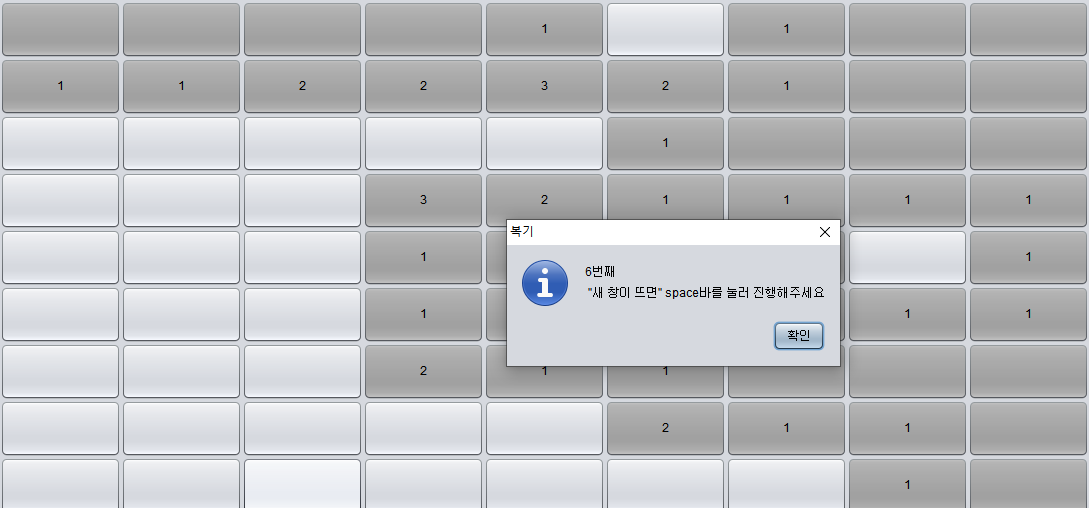 1 1
1 1 2 2 3 2 1
1
3 2 1 1 1 1
복기
1 1
6번째
"새 창이 뜨면" space바를 눌러 진행해주세요
1 1 1
확인
2 1 1
2 1 1
1